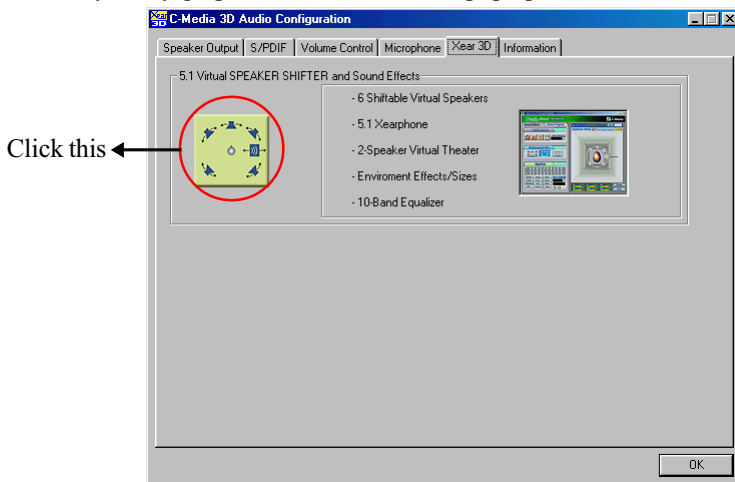 C-Media 3D Audio Configuration
Speaker Output S/PDIF Volume Control Microphone Xear 3D Information
5.1 Virtual SPEAKER SHIFTER and Sound Effects
- 6 Shiftable Virtual Speakers
- 5.1 Xearphone
Click this
- 2-Speaker Virtual Theater
- Enviroment Effects/Sizes
- 10-Band Equalizer
OK